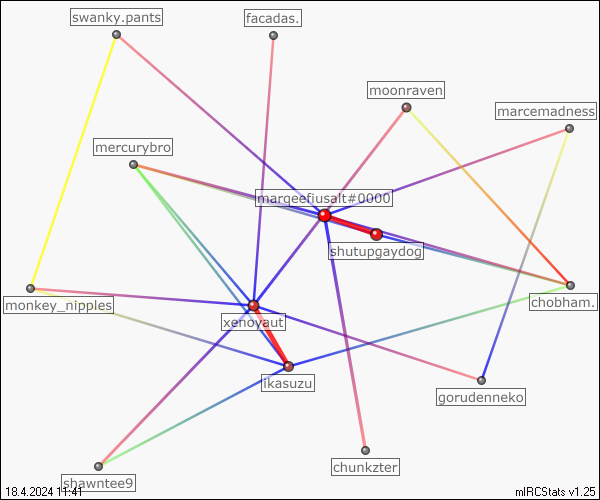 swanky.pants
facadas.
moonraven
marcemadness
mercurybro
marqeefiusalt#0000
shutupgaydog
monkey_nipples
chobham.
xenoyaut
ikasuzu
gorudenneko
chunkzter
shawntee9
18.4.2024 11:41
mIRCStats v1.25